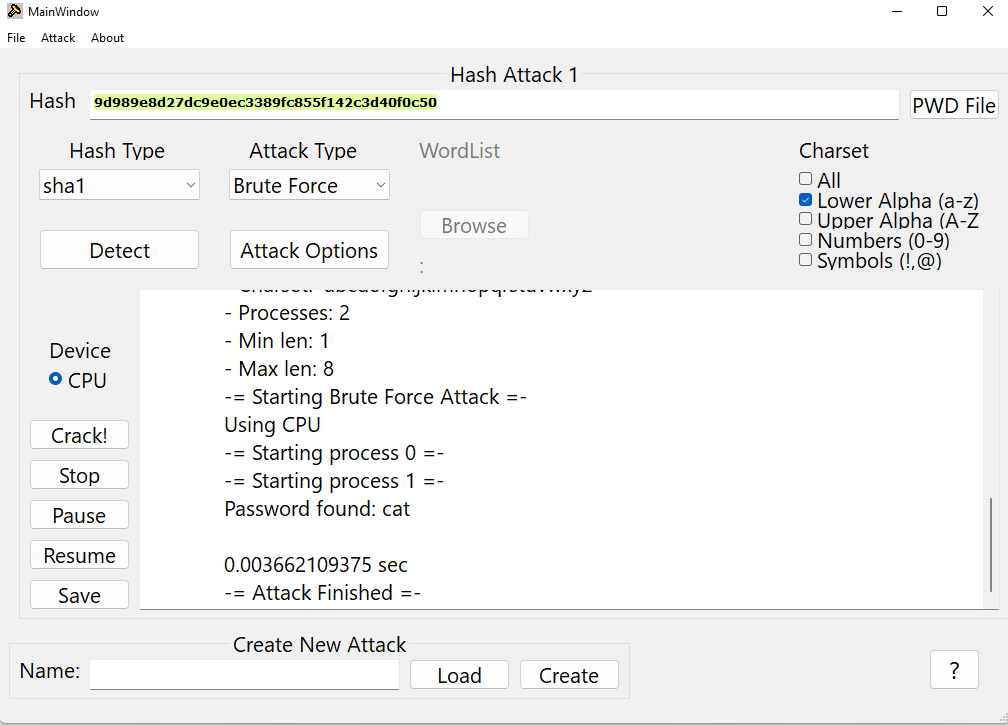 MainWindow
File Attack About
Hash Attack 1
Hash 9d989e8d27dc9e0ec3389fc855f142c3d40f0c50 PWD File
Hash Type Attack Type WordList Charset
sha1 Brute Force
All
Lower Alpha (a-z)
Upper Alpha (A-Z
Numbers (0-9)
Symbols (!,@)
Browse
Detect Attack Options
:
- Processes: 2
- Min len: 1
- Max len: 8
-= Starting Brute Force Attack =-
Using CPU
-= Starting process 0 =-
-= Starting process 1 =-
Password found: cat
0.003662109375 sec
-= Attack Finished =-
Device
CPU
Crack!
Stop
Pause
Resume
Save
Create New Attack
Name: Load Create ?